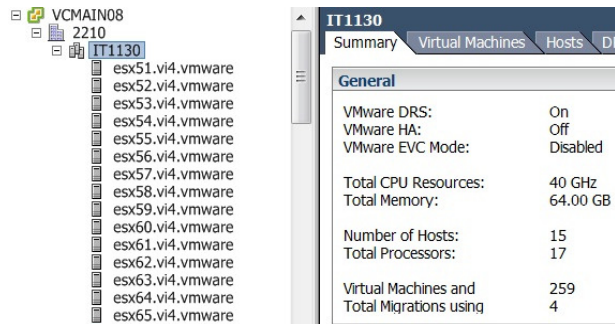 VCMAIN08
2210
IT1130
esx51.vi4.vmware
esx52.vi4.vmware
esx53.vi4.vmware
esx54.vi4.vmware
esx55.vi4.vmware
esx56.vi4.vmware
esx57.vi4.vmware
esx58.vi4.vmware
esx59.vi4.vmware
esx60.vi4.vmware
esx61.vi4.vmware
esx62.vi4.vmware
esx63.vi4.vmware
esx64.vi4.vmware
esx65.vi4.vmware
IT1130
Summary Virtual Machines Hosts
General
VMware DRS: On
VMware HA: Off
VMware EVC Mode: Disabled
Total CPU Resources: 40 GHz
Total Memory: 64.00 GB
Number of Hosts: 15
Total Processors: 17
Virtual Machines and 259
Total Migrations using 4